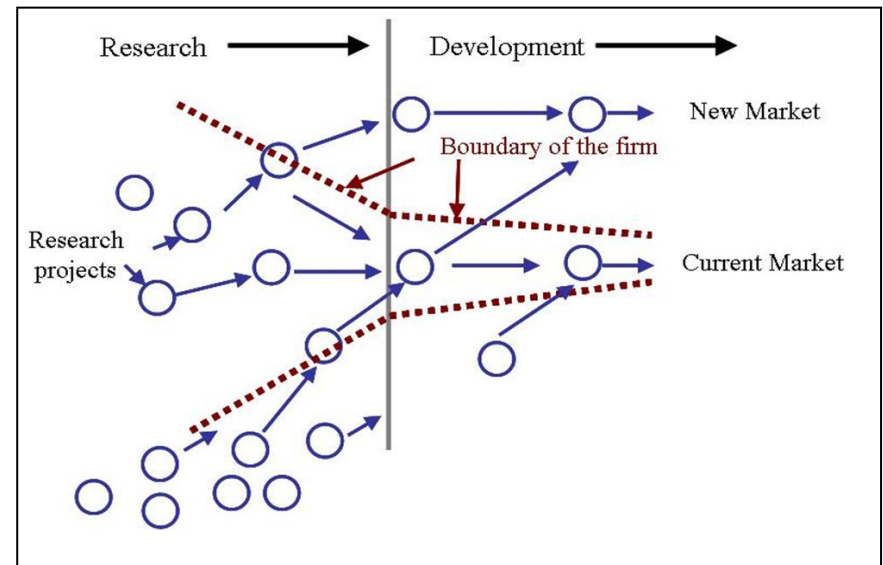 Research
Development
New Market
Boundary of the firm
Research
projects
Current Market